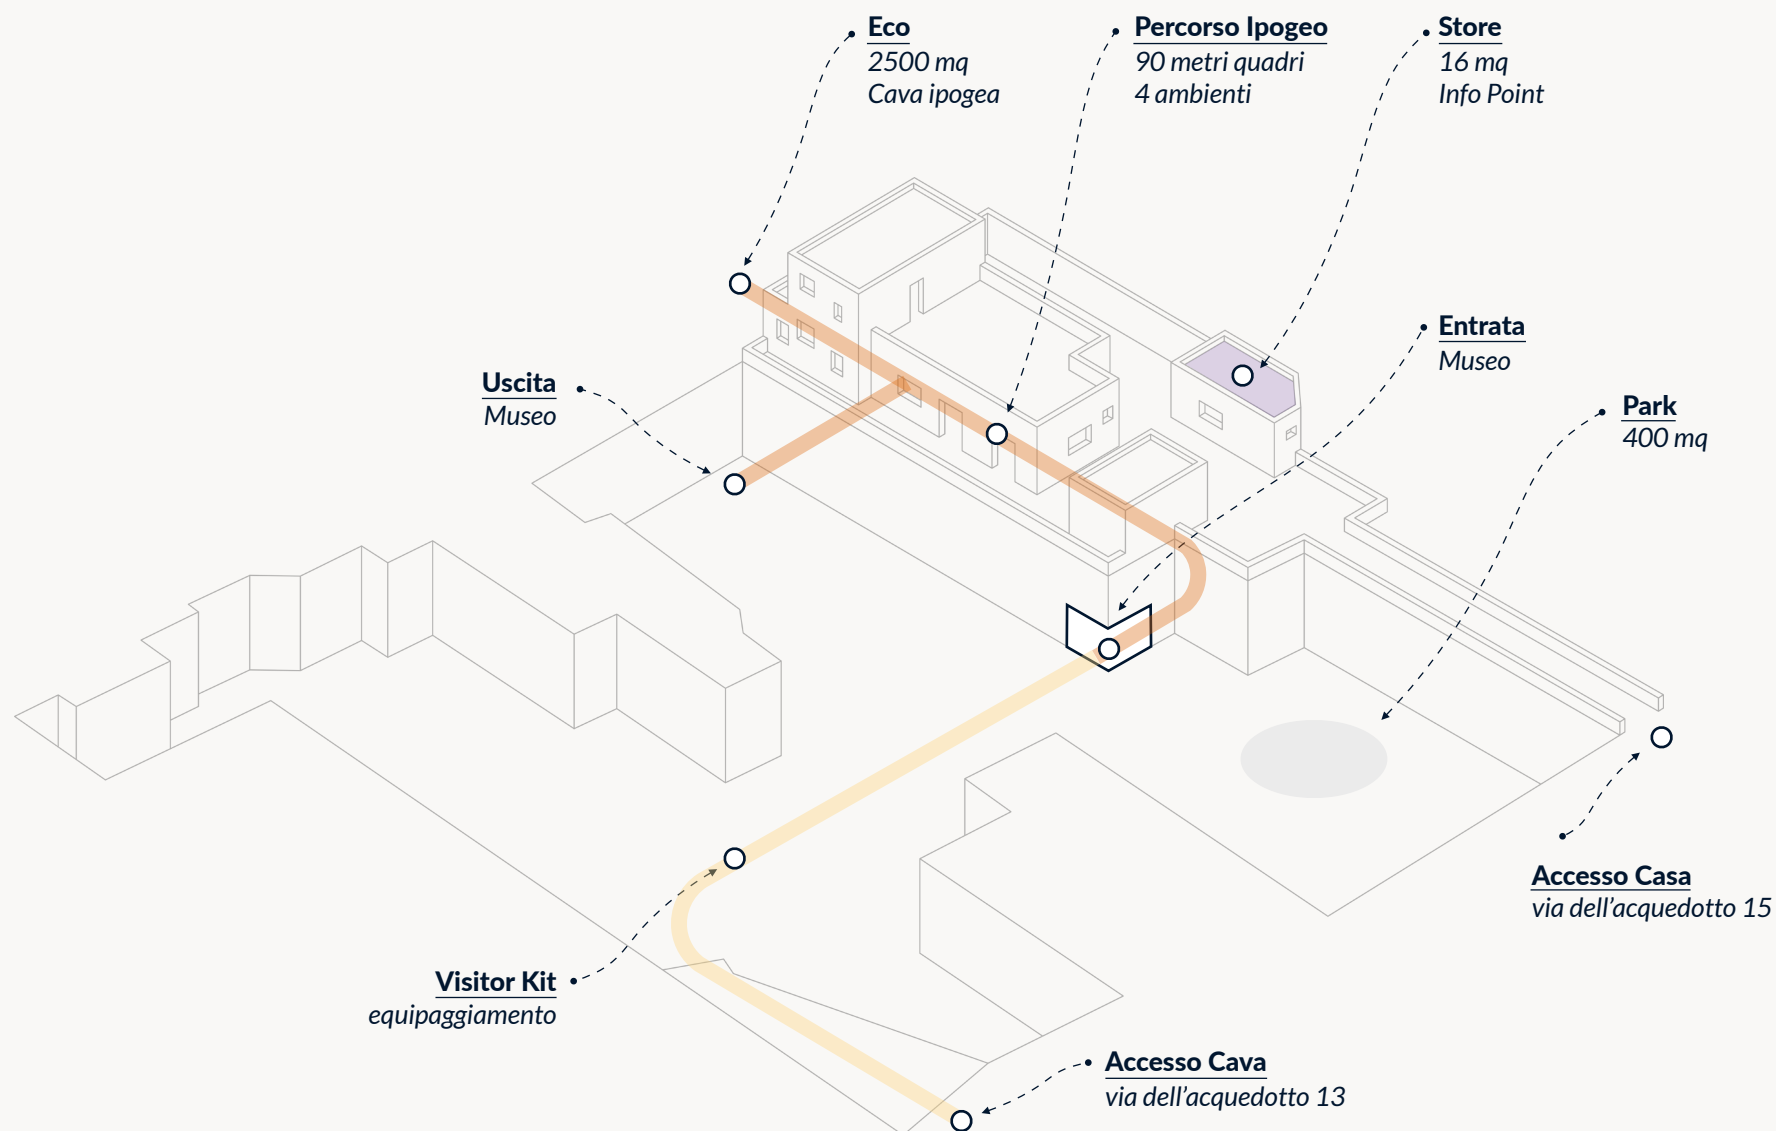 Eco
2500 mq
Cava ipogea
Percorso Ipogeo
90 metri quadri
4 ambienti
Store
16 mq
Info Point
Entrata
Museo
Uscita
Museo
Park
400 mq
Accesso Casa
via dell’acquedotto 15
Visitor Kit
equipaggiamento
Accesso Cava
via dell’acquedotto 13